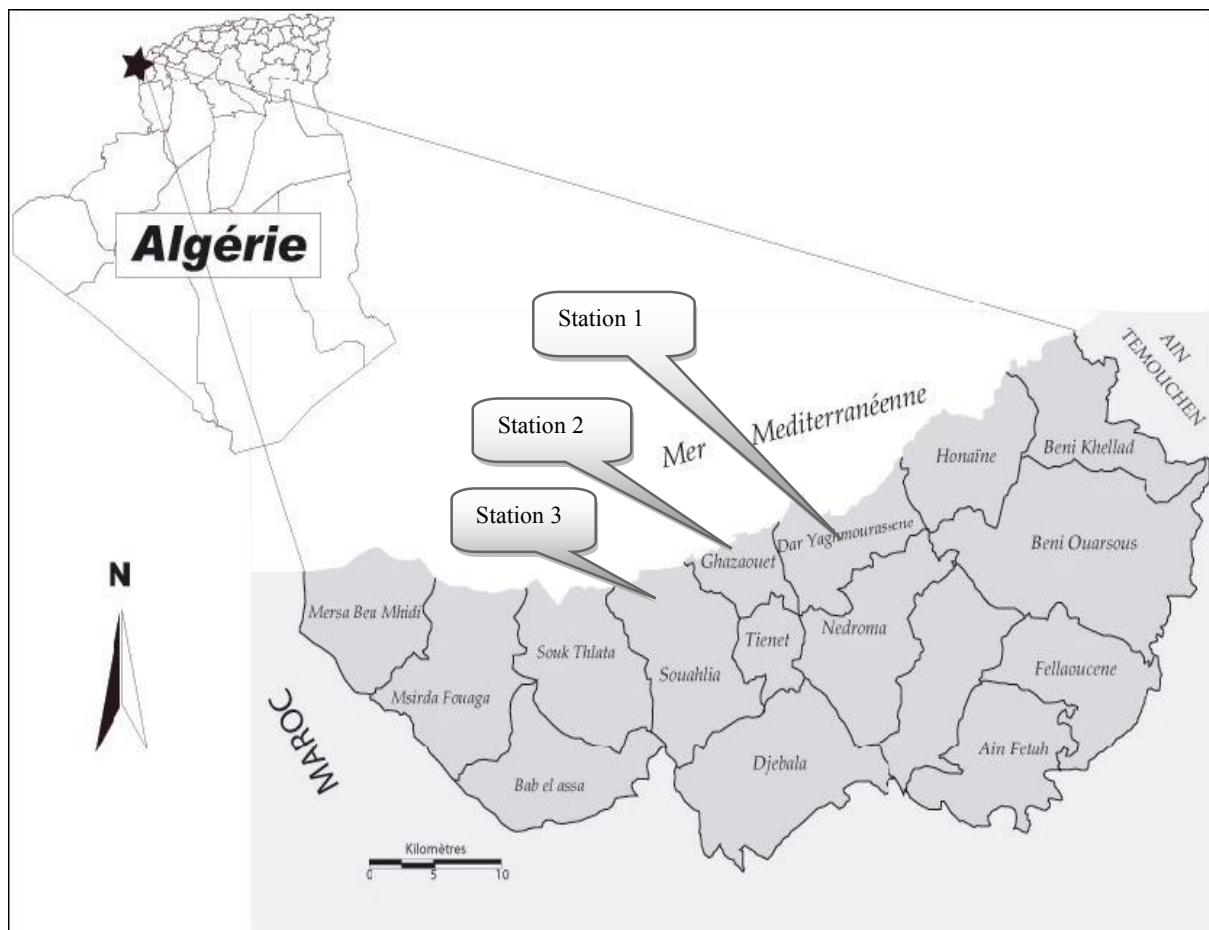 Algérie
Station 1
Station 2
Station 3
Mer Mediterranéenne
AIN
TEMOUCHEN
Honaïne
Beni Khellad
Dar Yaghmourassene
Ghazaouet
Beni Ouarsous
N
Mersa Ben Mhidi
Souk Thlata
Tienet
Nedroma
Souahlia
Fellaoucene
Msirda Fouaga
MAROC
Djebala
Ain Fetuh
Bab el assa
Kilomètres
0 5 10